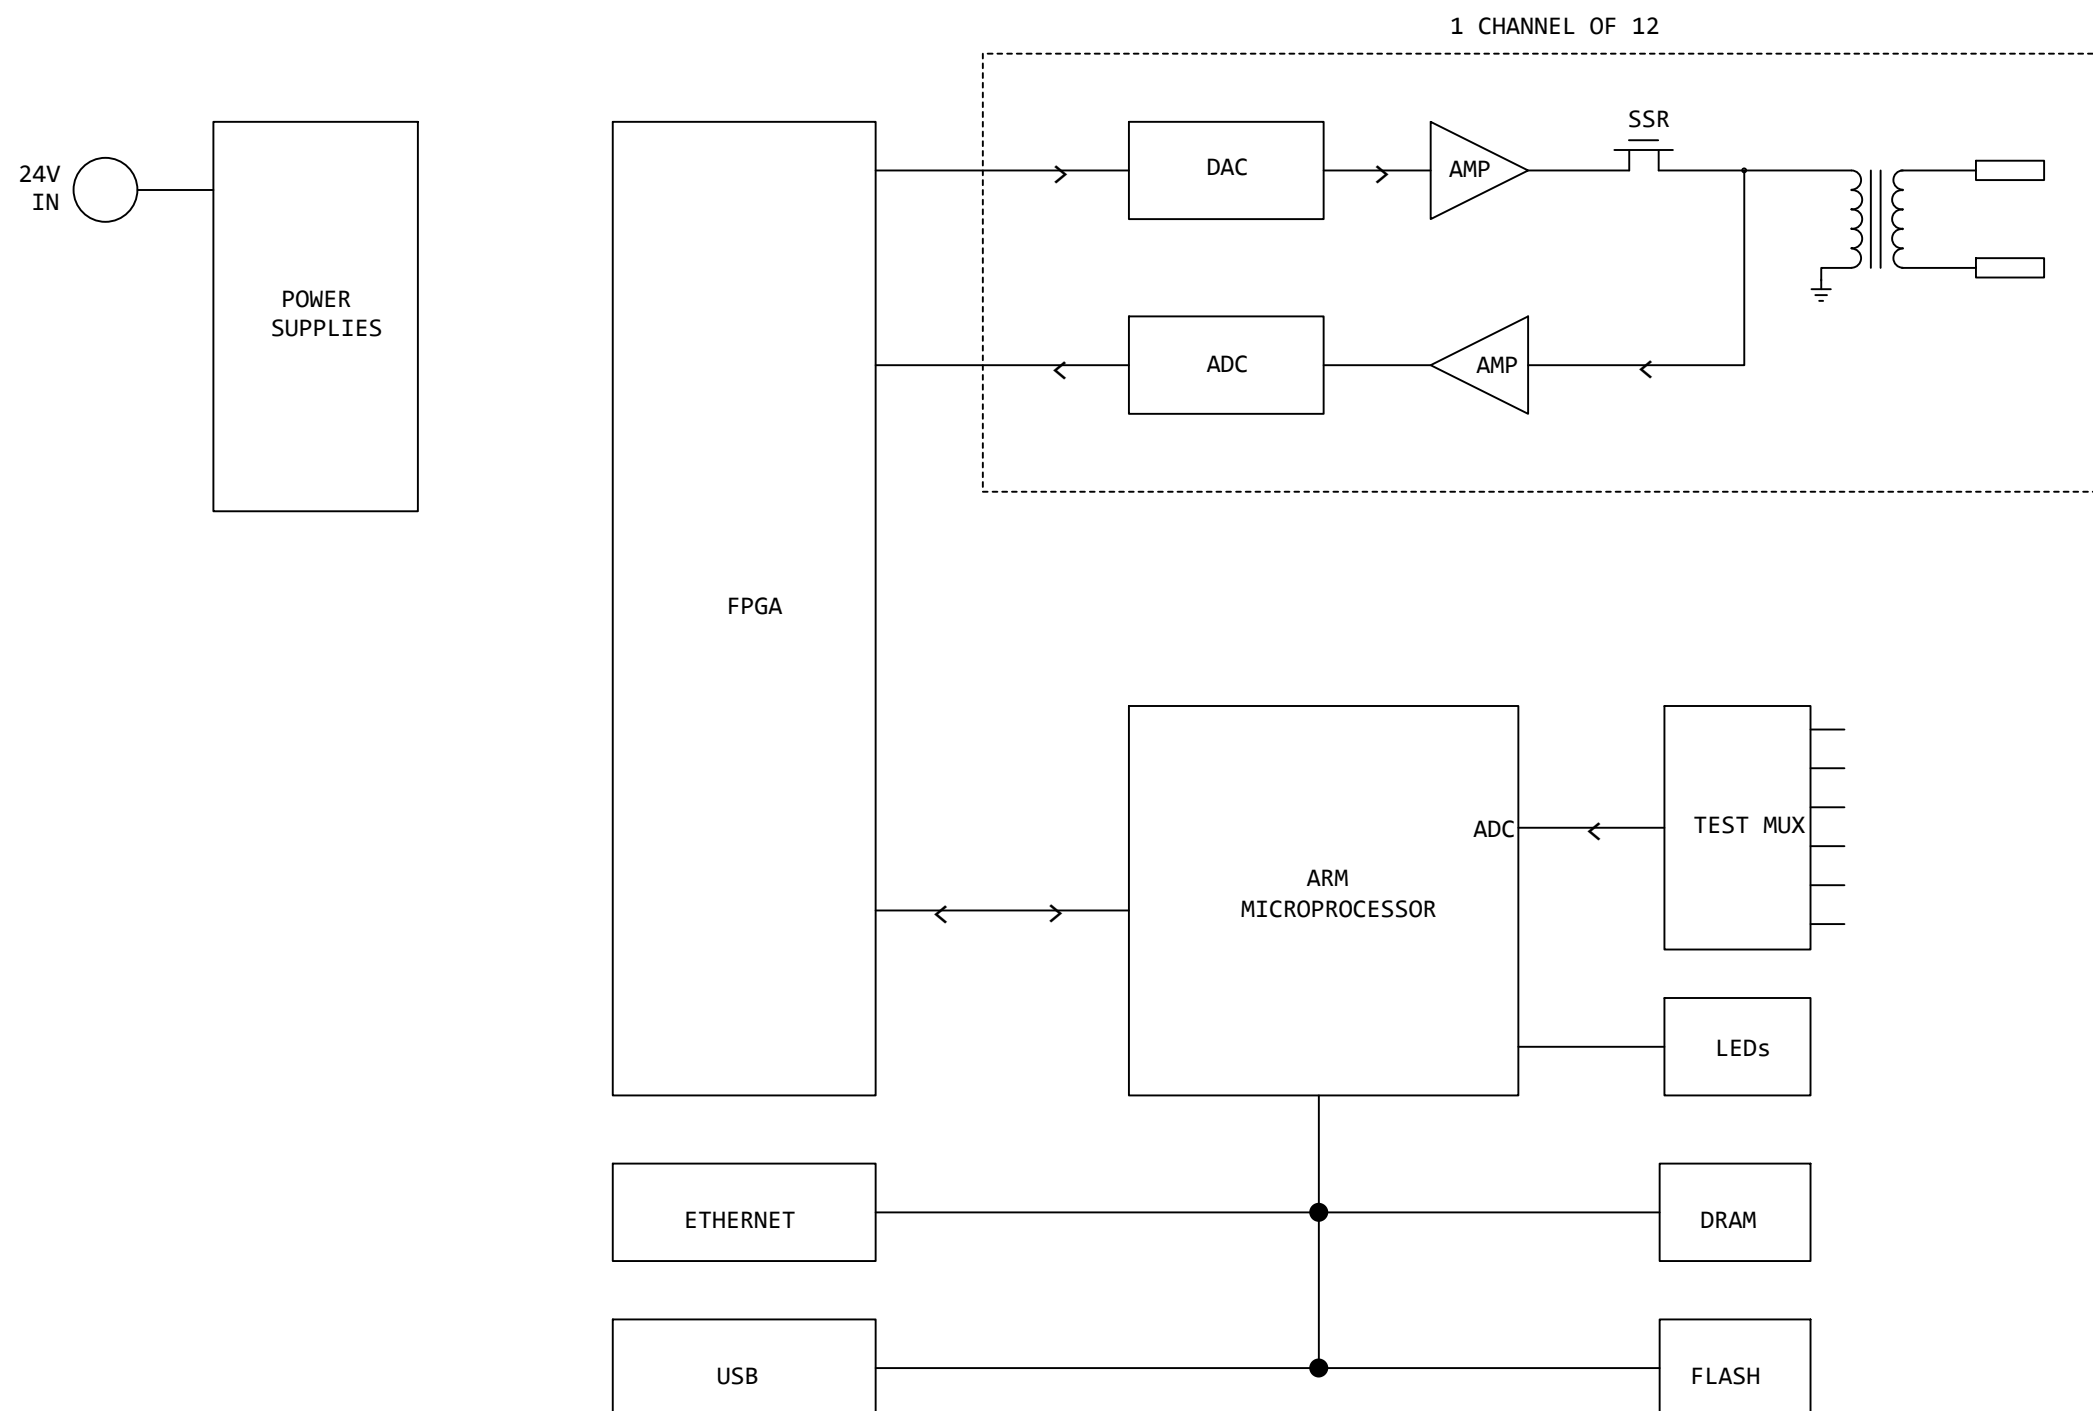 1 CHANNEL OF 12
SSR
24V
IN
DAC
AMP
POWER
SUPPLIES
ADC
AMP
FPGA
ADC
TEST MUX
ARM
MICROPROCESSOR
LEDs
ETHERNET
DRAM
USB
FLASH